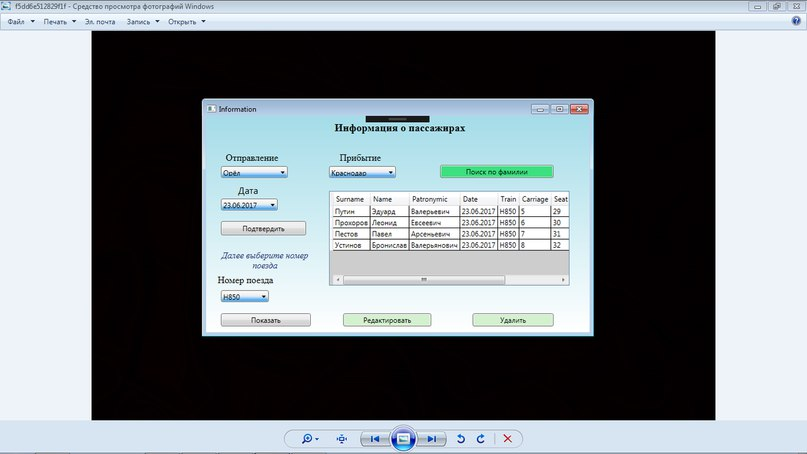 f5dd6e512829f1f - Средство просмотра фотографий Windows
Файл Печать Эл. почта Запись Открыть
Information
Информация о пассажирах
Отправление Прибытие
Орёл Краснодар Поиск по фамилии
Дата
23.06.2017
Подтвердить
Далее выберите номер
поезда
Номер поезда
H850
Surname Name Patronymic Date Train Carriage Seat
Путин Эдуард Валерьевич 23.06.2017 H850 5 29
Прохоров Леонид Евсеевич 23.06.2017 H850 6 30
Пестов Павел Арсеньевич 23.06.2017 H850 7 31
Устинов Бронислав Валерьянович 23.06.2017 H850 8 32
Показать Редактировать Удалить